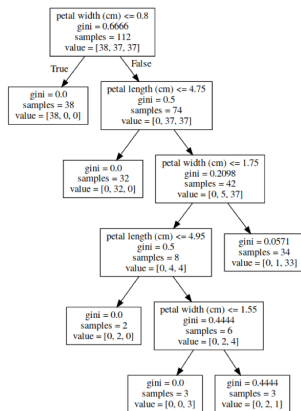 petal width (cm) <= 0.8
gini = 0.6666
samples = 112
value = [38, 37, 37]
True
False
gini = 0.0
samples = 38
value = [38, 0, 0]
petal length (cm) <= 4.75
gini = 0.5
samples = 74
value = [0, 37, 37]
gini = 0.0
samples = 32
value = [0, 32, 0]
petal width (cm) <= 1.75
gini = 0.2098
samples = 42
value = [0, 5, 37]
petal length (cm) <= 4.95
gini = 0.5
samples = 8
value = [0, 4, 4]
gini = 0.0571
samples = 34
value = [0, 1, 33]
gini = 0.0
samples = 2
value = [0, 2, 0]
petal width (cm) <= 1.55
gini = 0.4444
samples = 6
value = [0, 2, 4]
gini = 0.0
samples = 3
value = [0, 0, 3]
gini = 0.4444
samples = 3
value = [0, 2, 1]